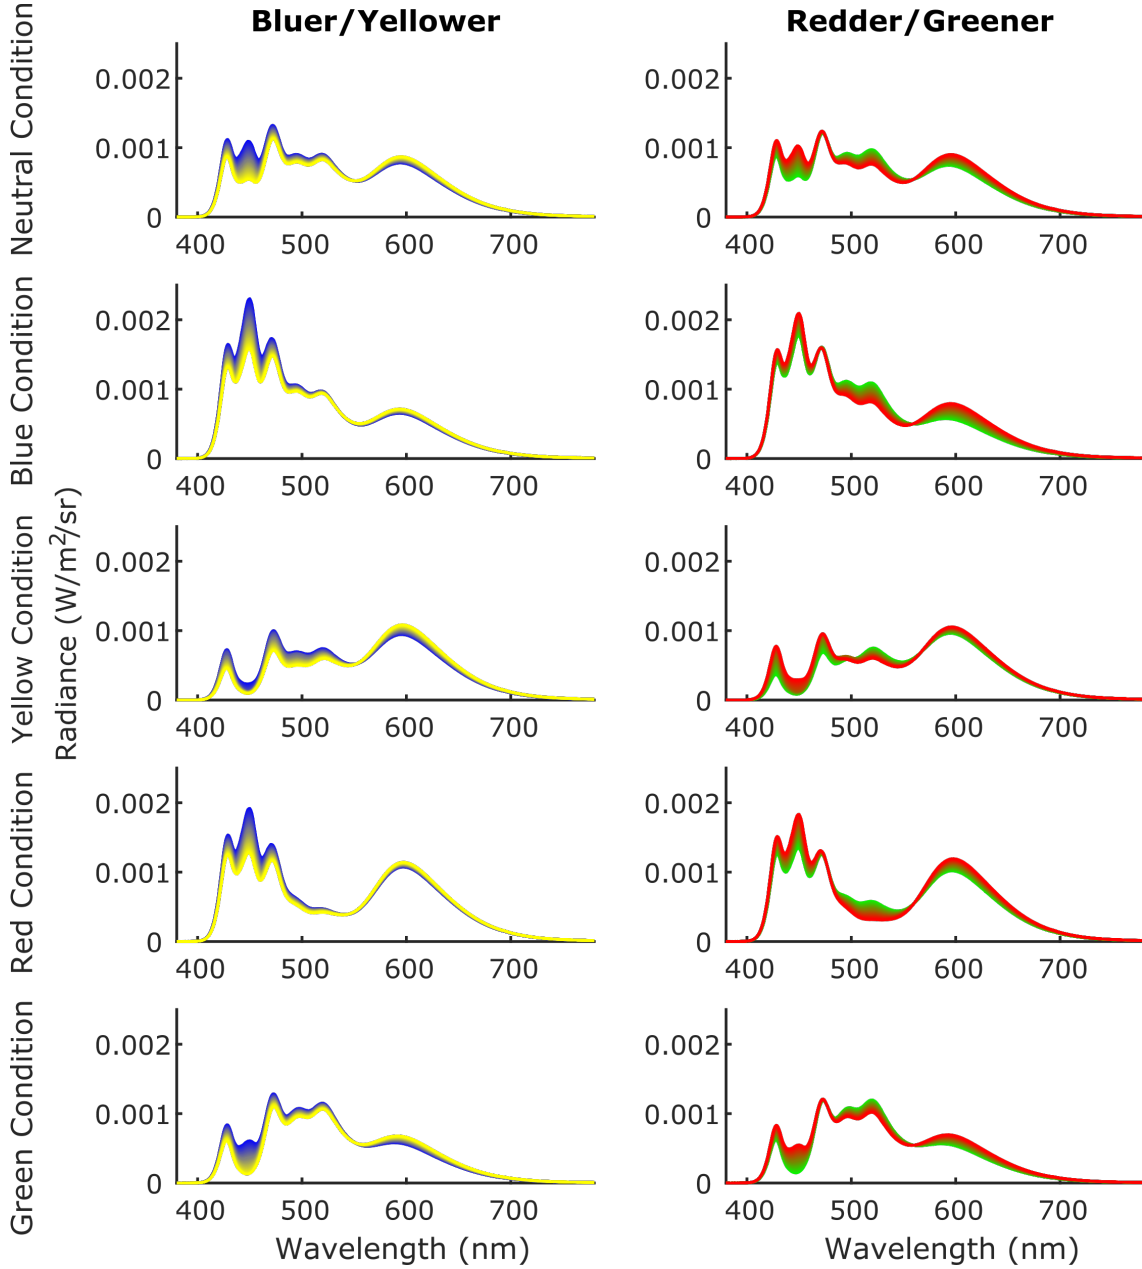 Bluer/Yellower
Redder/Greener
Neutral Condition
0.002
0.001
0
400 500 600 700
0.002
0.001
0
400 500 600 700
Blue Condition
0.002
0.001
0
400 500 600 700
0.002
0.001
0
400 500 600 700
Yellow Condition
Radiance (W/m²/sr)
0.002
0.001
0
400 500 600 700
0.002
0.001
0
400 500 600 700
Red Condition
0.002
0.001
0
400 500 600 700
0.002
0.001
0
400 500 600 700
Green Condition
0.002
0.001
0
400 500 600 700
Wavelength (nm)
0.002
0.001
0
400 500 600 700
Wavelength (nm)